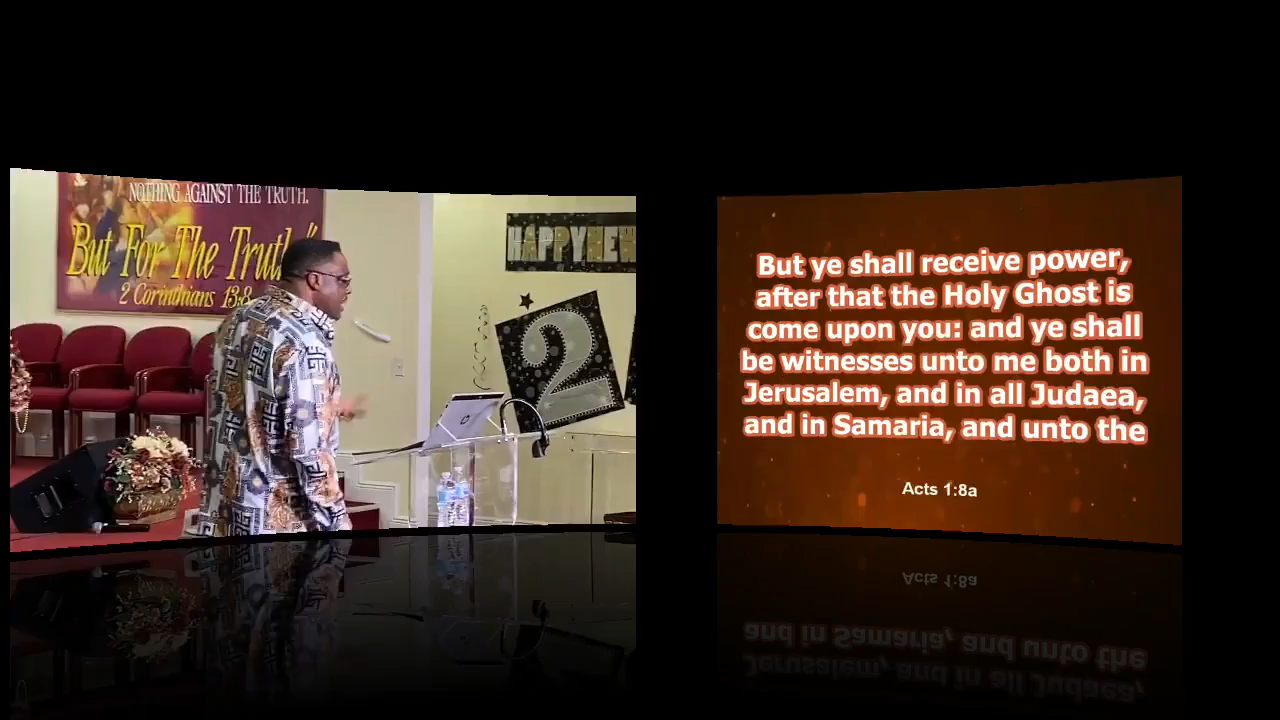 NOTHING AGAINST THE TRUTH.
But For The Truth"
2 Corinthians 13:8
HAPPY NEW
2
But ye shall receive power,
after that the Holy Ghost is
come upon you: and ye shall
be witnesses unto me both in
Jerusalem, and in all Judaea,
and in Samaria, and unto the
Acts 1:8a